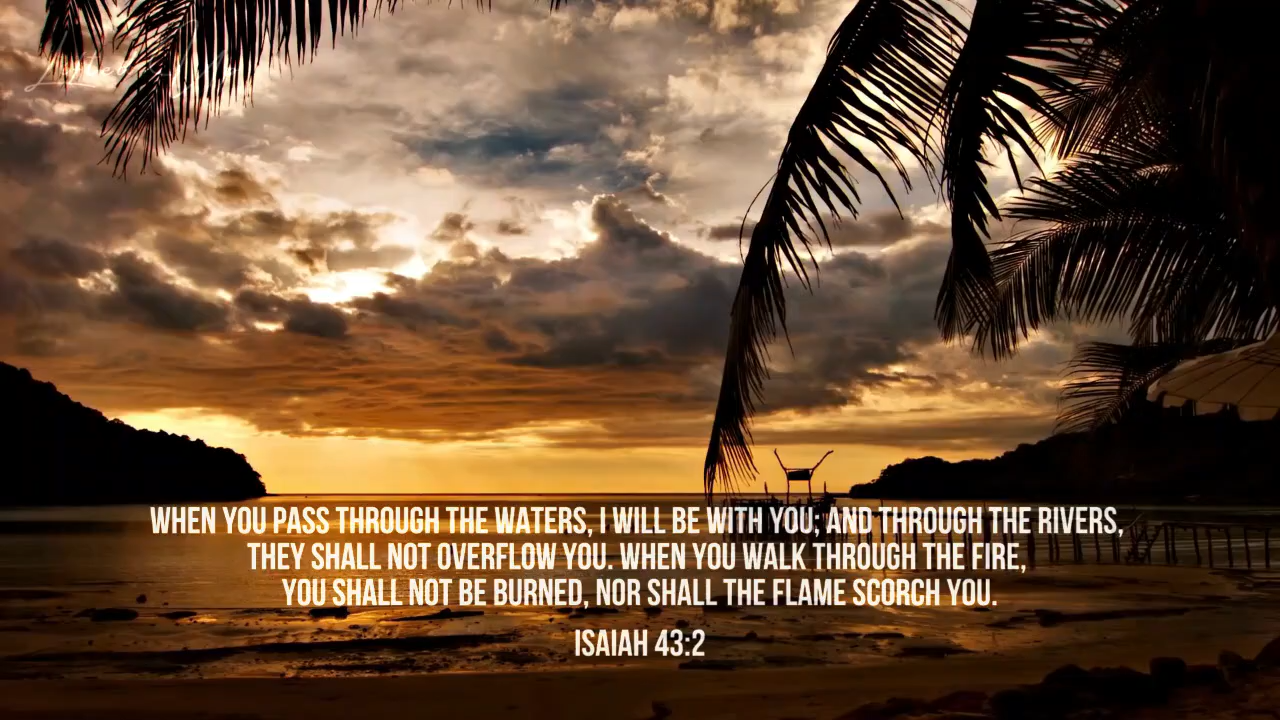 WHEN YOU PASS THROUGH THE WATERS, I WILL BE WITH YOU; AND THROUGH THE RIVERS,
THEY SHALL NOT OVERFLOW YOU. WHEN YOU WALK THROUGH THE FIRE,
YOU SHALL NOT BE BURNED, NOR SHALL THE FLAME SCORCH YOU.
ISAIAH 43:2